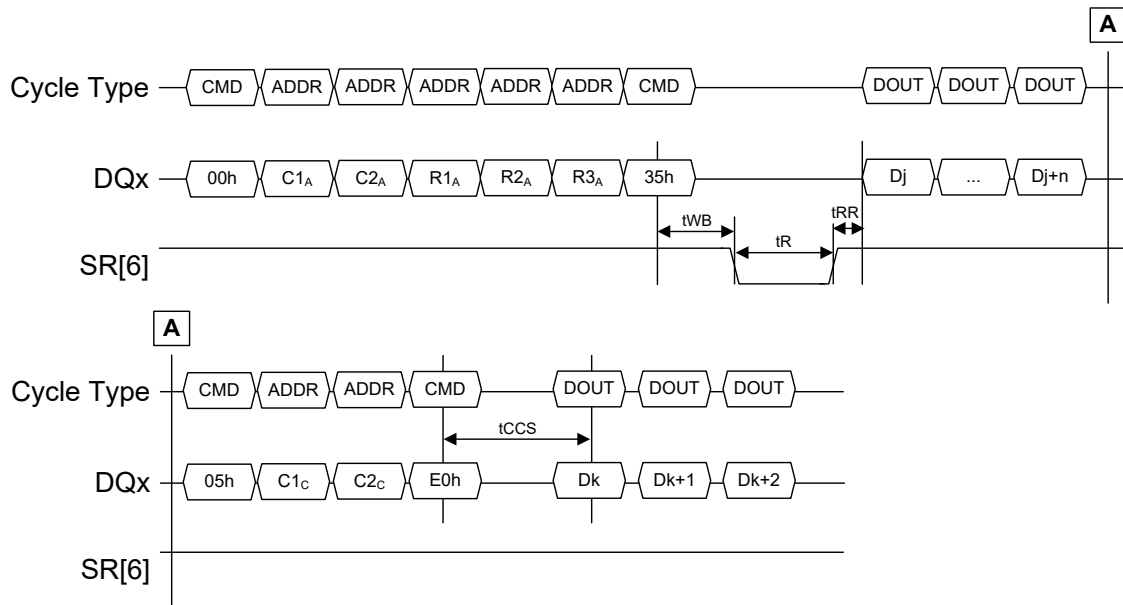 A
Cycle Type CMD ADDR ADDR ADDR ADDR ADDR CMD DOUT DOUT DOUT
DQx 00h C1A C2A R1A R2A R3A 35h Dj ... Dj+n
tWB tR tRR
SR[6]
A
Cycle Type CMD ADDR ADDR CMD DOUT DOUT DOUT
tCCS
DQx 05h C1C C2C E0h Dk Dk+1 Dk+2
SR[6]